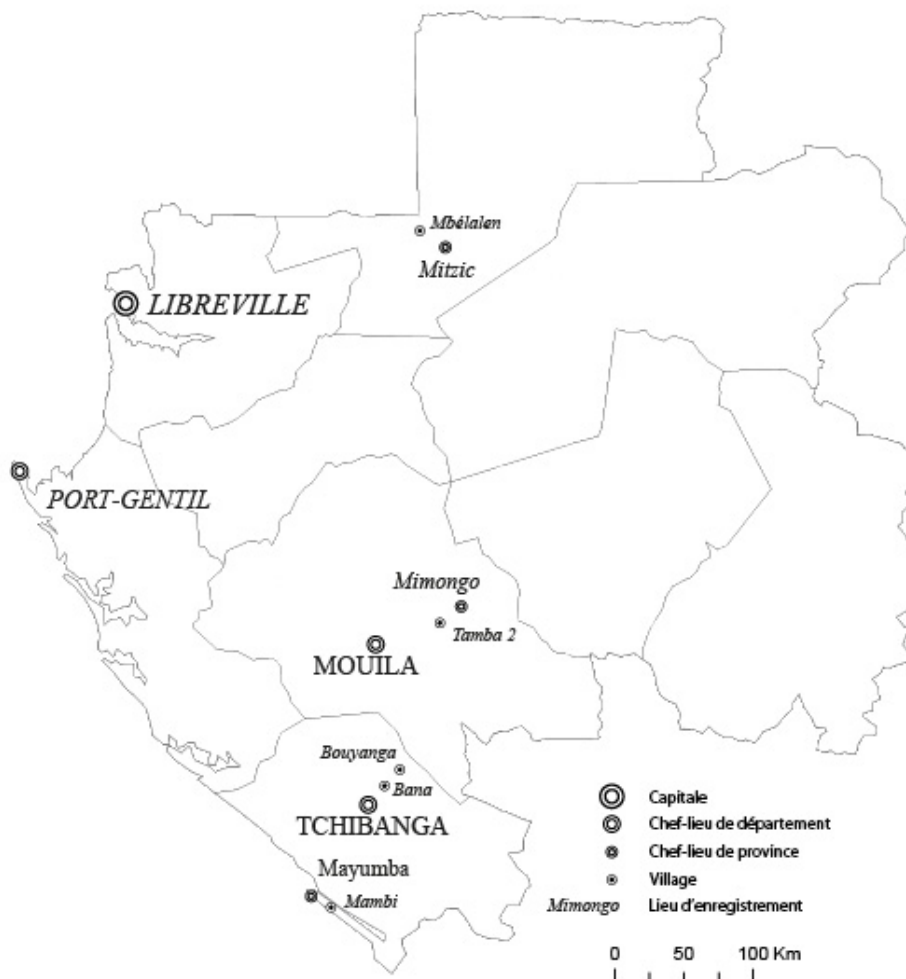 Mbélalen
Mitzic
LIBREVILLE
PORT-GENTIL
Mimongo
Tamba 2
MOUILA
Bouyanga
Bana
TCHIBANGA
Mayumba
Mambi
Capitale
Chef-lieu de département
Chef-lieu de province
Village
Mimongo Lieu d'enregistrement
0 50 100 Km